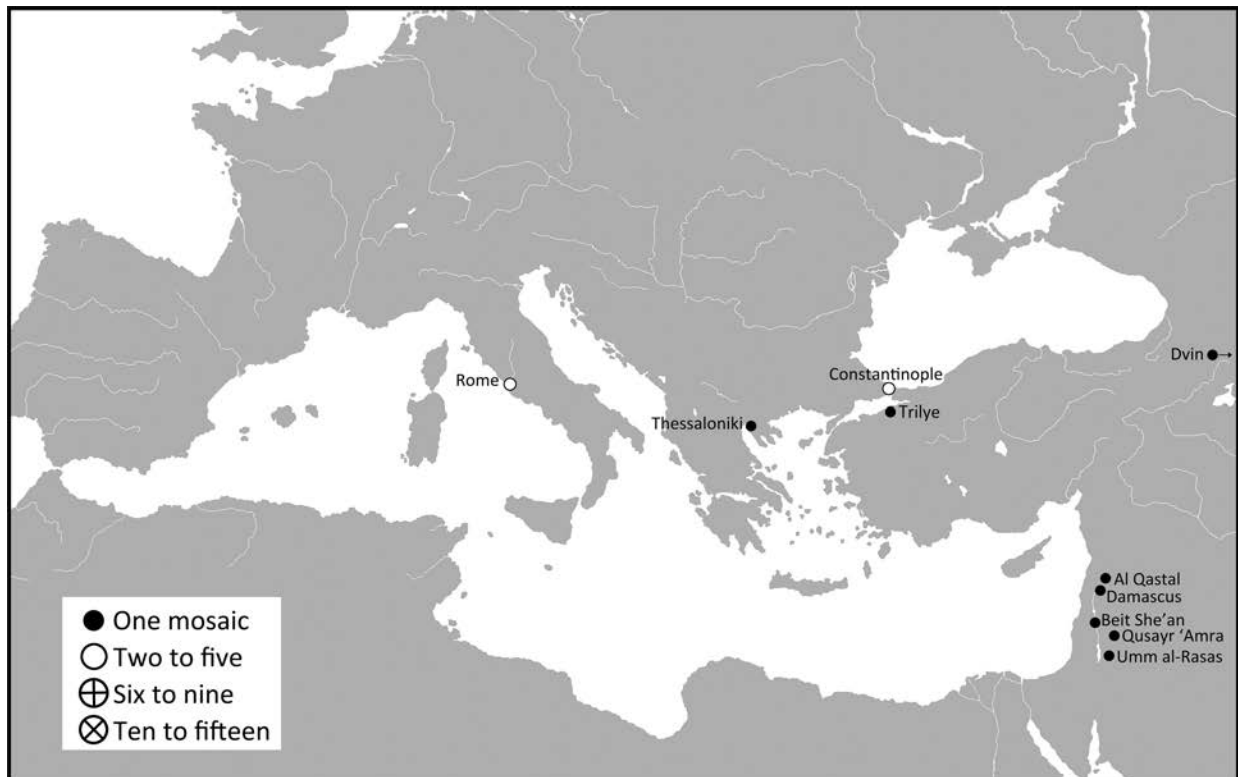 Dvin
Constantinople
Rome
Trilye
Thessaloniki
Al Qastal
Damascus
Beit She'an
Qusayr 'Amra
Umm al-Rasas
One mosaic
Two to five
Six to nine
Ten to fifteen